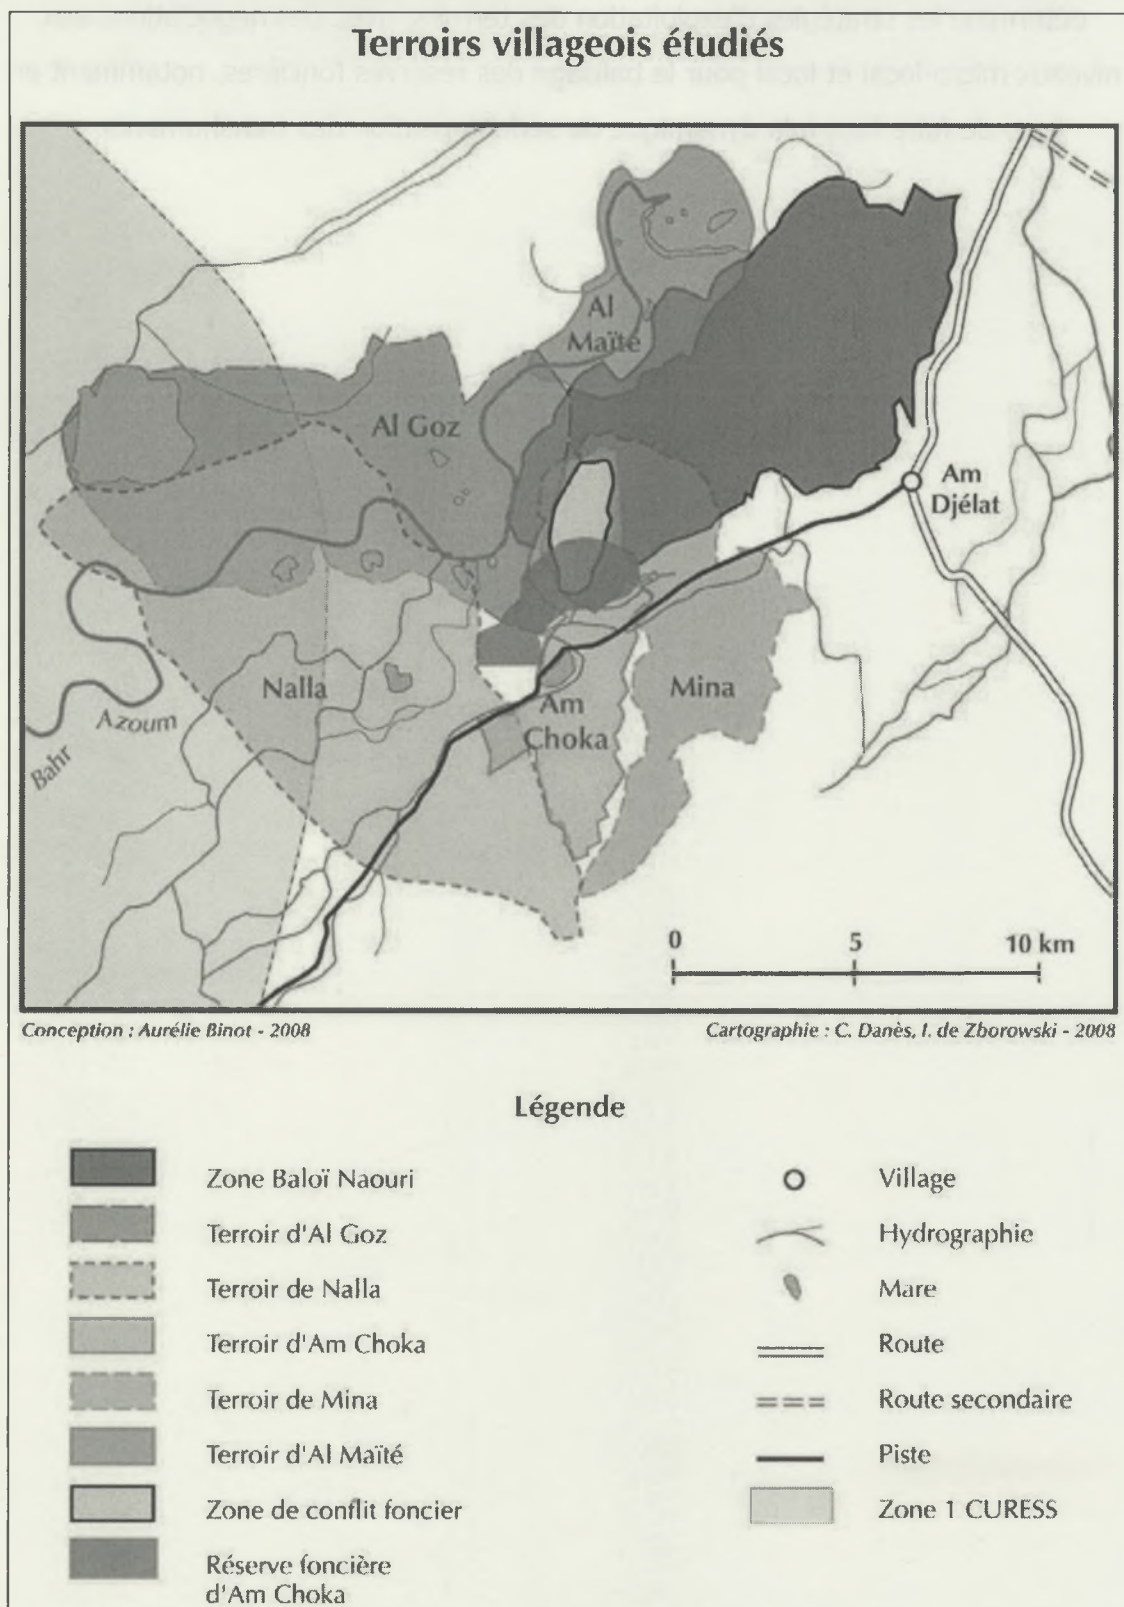 Terroirs villageois étudiés
Al
Maïté
Al Goz
Am
Djélat
Nalla
Mina
Am
Choka
Azoum
Bahr
0 5 10 km
Conception : Aurélie Binot - 2008
Cartographie : C. Danès, I. de Zborowski - 2008
Légende
Zone Baloï Naouri
Terroir d'Al Goz
Terroir de Nalla
Terroir d'Am Choka
Terroir de Mina
Terroir d'Al Maïté
Zone de conflit foncier
Réserve foncière
d'Am Choka
Village
Hydrographie
Mare
Route
Route secondaire
Piste
Zone 1 CURESS